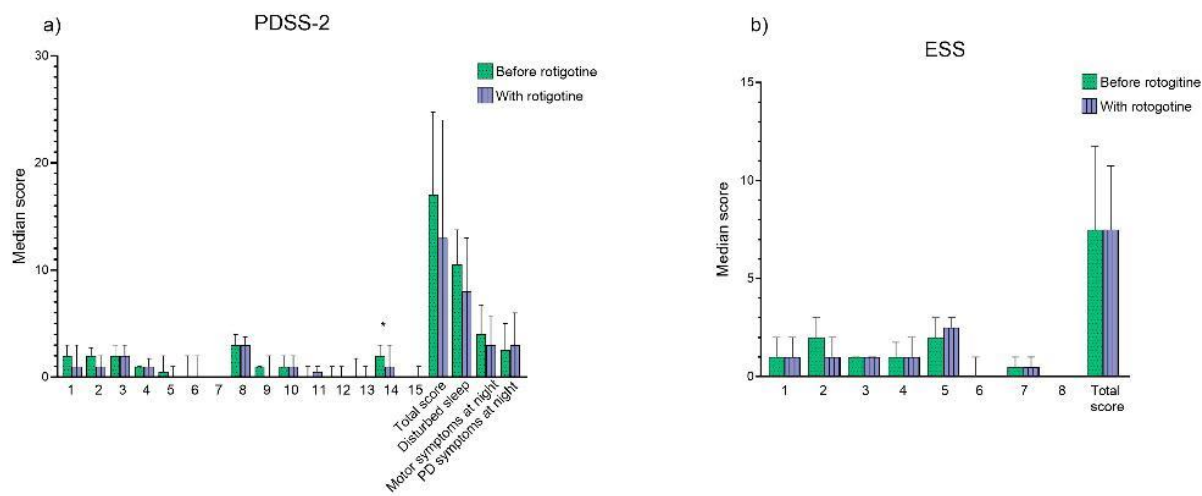 a)
PDSS-2
Before rotigotine
With rotigotine
Median score
30
20
10
0
1 2 3 4 5 6 7 8 9 10 11 12 13 14 15
*
Total score
Disturbed sleep
Motor symptoms at night
PD symptoms at night
b)
ESS
Before rotogitine
With rotogotine
Median score
15
10
5
0
1 2 3 4 5 6 7 8 Total
score